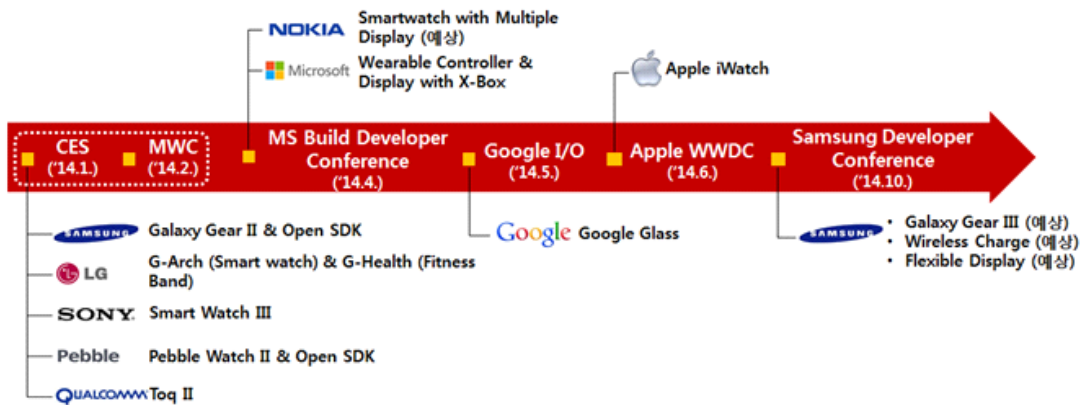 NOKIA
Smartwatch with Multiple
Display (예상)
Microsoft
Wearable Controller &
Display with X-Box
Apple iWatch
CES
('14.1.)
MWC
('14.2.)
MS Build Developer
Conference
('14.4.)
Google I/O
('14.5.)
Apple WWDC
('14.6.)
Samsung Developer
Conference
('14.10.)
SAMSUNG
Galaxy Gear II & Open SDK
LG
G-Arch (Smart watch) & G-Health (Fitness
Band)
SONY
Smart Watch III
Pebble
Pebble Watch II & Open SDK
QUALCOMM
Toq II
Google
Google Glass
SAMSUNG
• Galaxy Gear III (예상)
• Wireless Charge (예상)
• Flexible Display (예상)